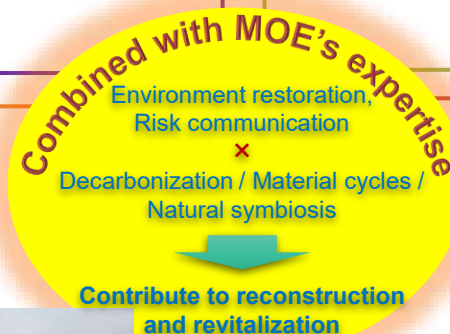 Combined with MOE's expertise
Environment restoration,
Risk communication
×
Decarbonization / Material cycles /
Natural symbiosis
Contribute to reconstruction
and revitalization